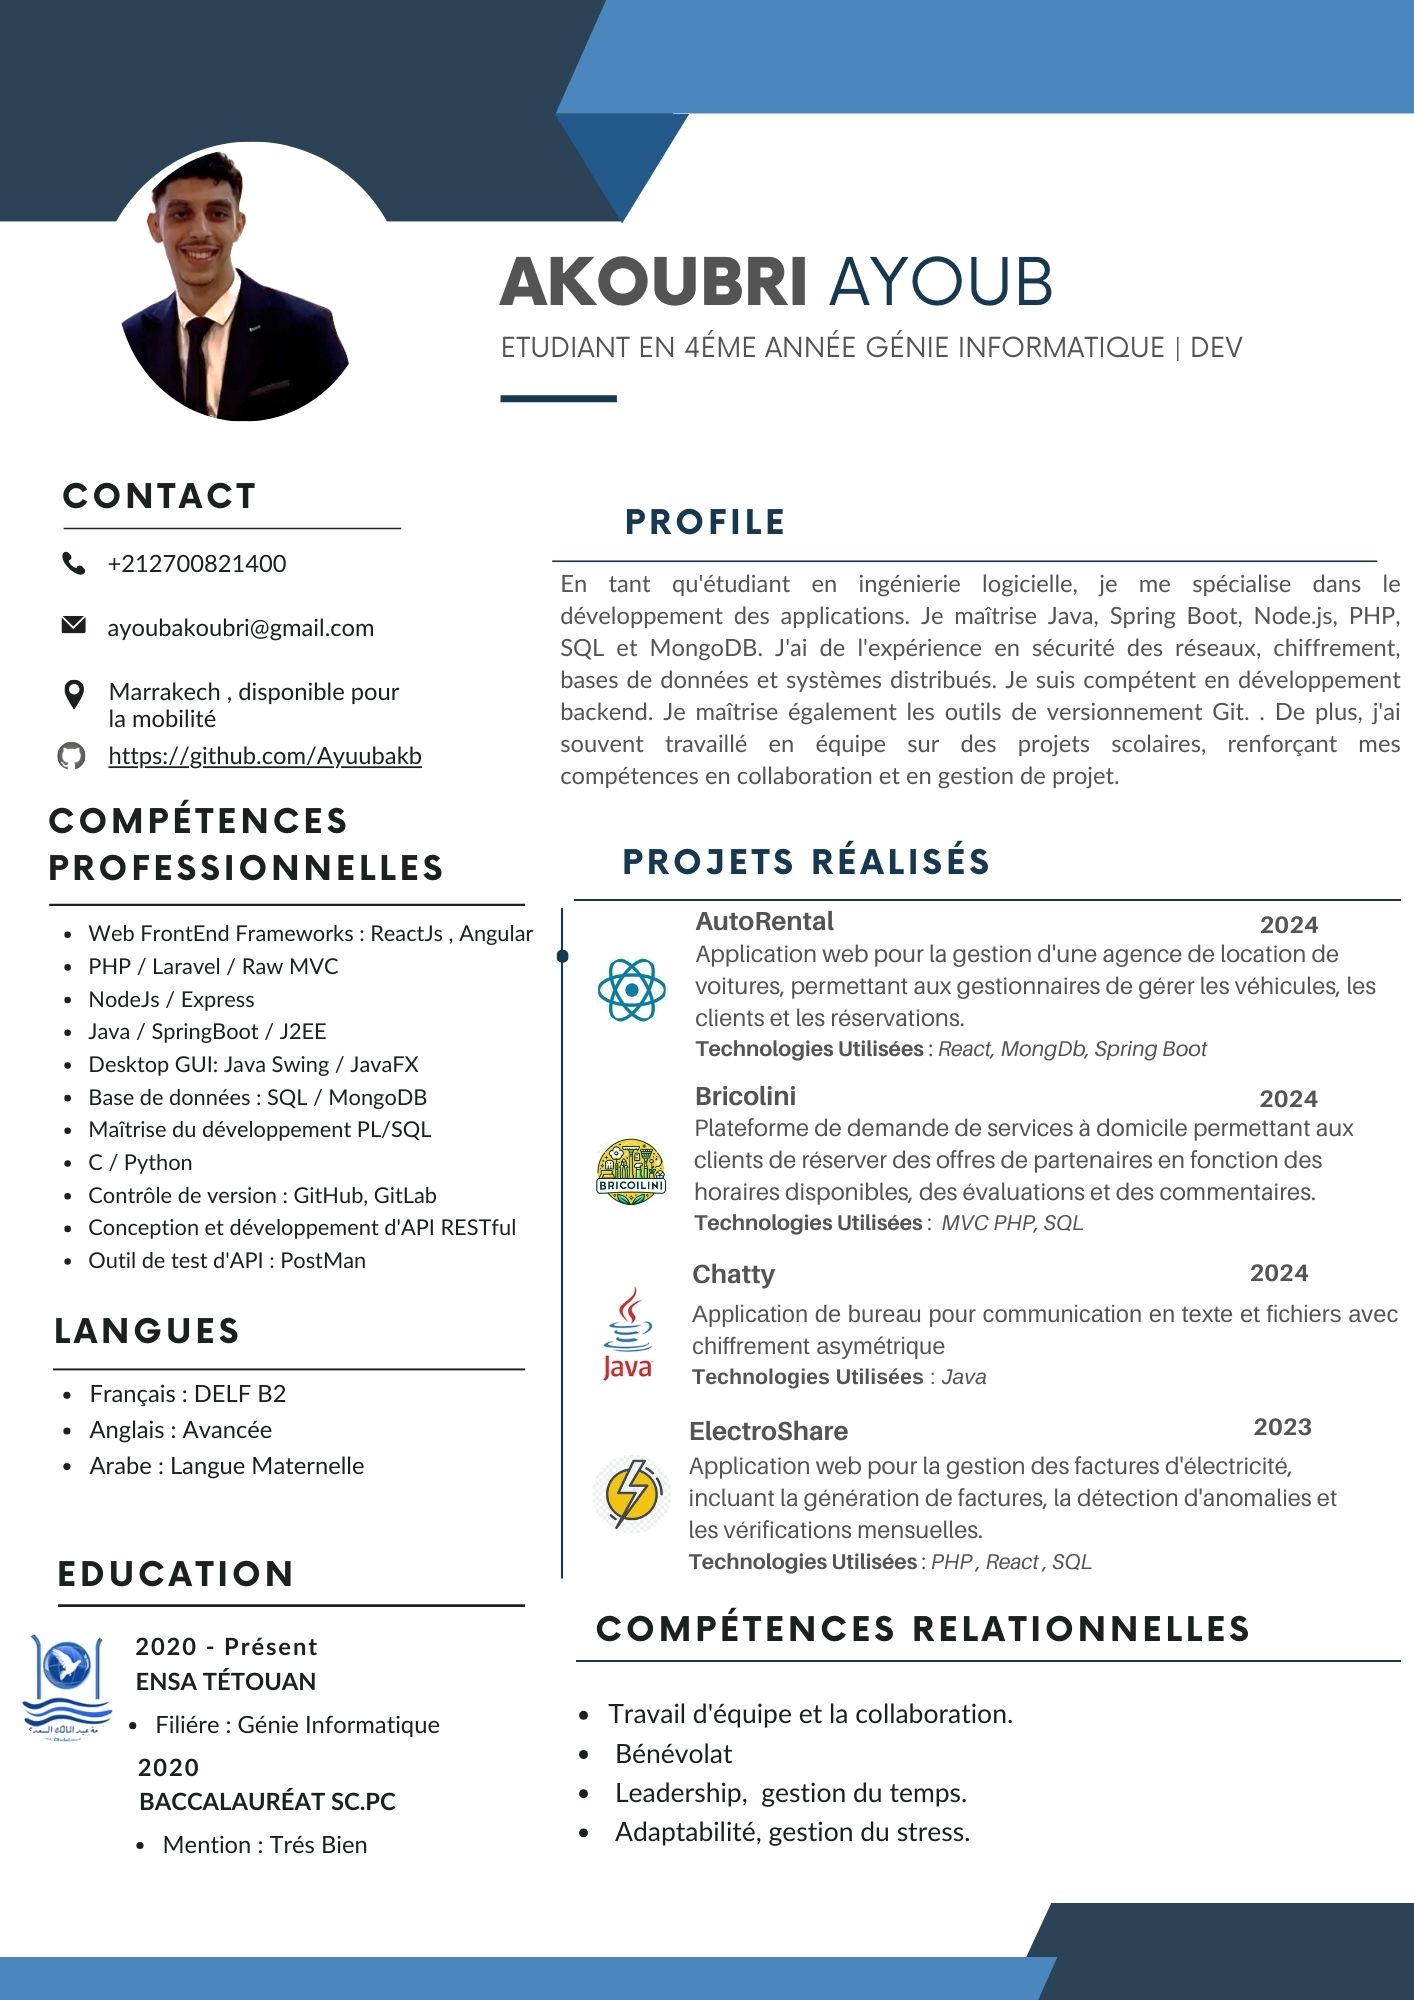 AKOUBRI AYOUB
ETUDIANT EN 4ÉME ANNÉE GÉNIE INFORMATIQUE | DEV
CONTACT
+212700821400
ayoubakoubri@gmail.com
Marrakech , disponible pour
la mobilité
https://github.com/Ayuubakb
COMPÉTENCES
PROFESSIONNELLES
• Web FrontEnd Frameworks : ReactJs , Angular
• PHP / Laravel / Raw MVC
• NodeJs / Express
• Java / SpringBoot / J2EE
• Desktop GUI: Java Swing / JavaFX
• Base de données : SQL / MongoDB
• Maîtrise du développement PL/SQL
• C / Python
• Contrôle de version : GitHub, GitLab
• Conception et développement d'API RESTful
• Outil de test d'API : PostMan
LANGUES
• Français : DELF B2
• Anglais : Avancée
• Arabe : Langue Maternelle
EDUCATION
2020 - Présent
ENSA TÉTOUAN
• Filiére : Génie Informatique
2020
BACCALAURÉAT SC.PC
• Mention : Trés Bien
PROFILE
En tant qu'étudiant en ingénierie logicielle, je me spécialise dans le
développement des applications. Je maîtrise Java, Spring Boot, Node.js, PHP,
SQL et MongoDB. J'ai de l'expérience en sécurité des réseaux, chiffrement,
bases de données et systèmes distribués. Je suis compétent en développement
backend. Je maîtrise également les outils de versionnement Git. . De plus, j'ai
souvent travaillé en équipe sur des projets scolaires, renforçant mes
compétences en collaboration et en gestion de projet.
PROJETS RÉALISÉS
AutoRental 2024
Application web pour la gestion d'une agence de location de
voitures, permettant aux gestionnaires de gérer les véhicules, les
clients et les réservations.
Technologies Utilisées : React, MongDb, Spring Boot
Bricolini 2024
BRICOILINI
Plateforme de demande de services à domicile permettant aux
clients de réserver des offres de partenaires en fonction des
horaires disponibles, des évaluations et des commentaires.
Technologies Utilisées : MVC PHP, SQL
Chatty 2024
Java
Application de bureau pour communication en texte et fichiers avec
chiffrement asymétrique
Technologies Utilisées : Java
ElectroShare 2023
Application web pour la gestion des factures d'électricité,
incluant la génération de factures, la détection d'anomalies et
les vérifications mensuelles.
Technologies Utilisées : PHP , React , SQL
COMPÉTENCES RELATIONNELLES
• Travail d'équipe et la collaboration.
• Bénévolat
• Leadership, gestion du temps.
• Adaptabilité, gestion du stress.